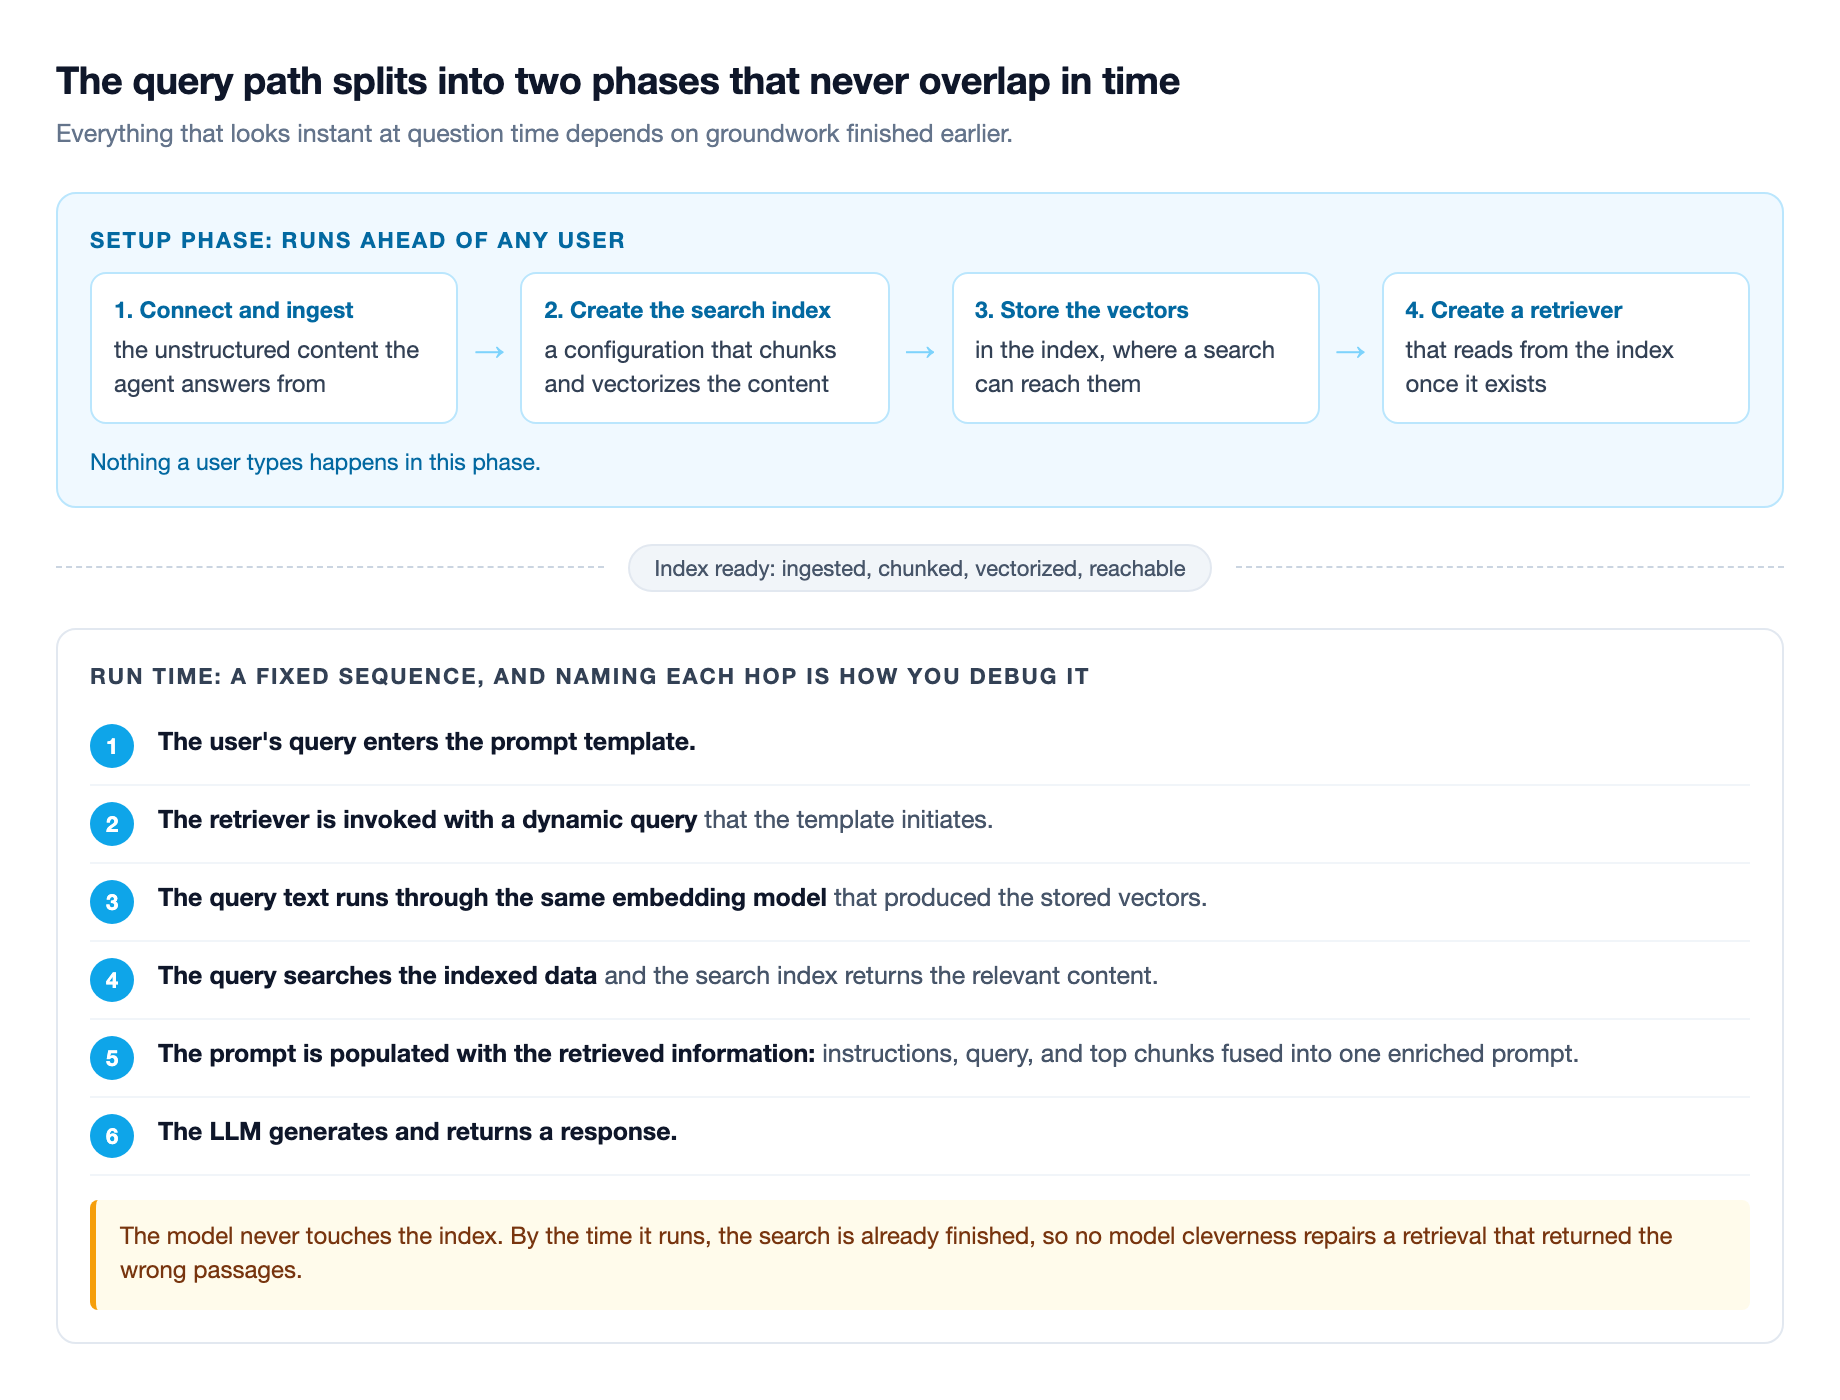 The query path splits into two phases that never overlap in time
Everything that looks instant at question time depends on groundwork finished earlier.
SETUP PHASE: RUNS AHEAD OF ANY USER
1. Connect and ingest
the unstructured content the
agent answers from
→
2. Create the search index
a configuration that chunks
and vectorizes the content
→
3. Store the vectors
in the index, where a search
can reach them
→
4. Create a retriever
that reads from the index
once it exists
Nothing a user types happens in this phase.
Index ready: ingested, chunked, vectorized, reachable
RUN TIME: A FIXED SEQUENCE, AND NAMING EACH HOP IS HOW YOU DEBUG IT
1 The user's query enters the prompt template.
2 The retriever is invoked with a dynamic query that the template initiates.
3 The query text runs through the same embedding model that produced the stored vectors.
4 The query searches the indexed data and the search index returns the relevant content.
5 The prompt is populated with the retrieved information: instructions, query, and top chunks fused into one enriched prompt.
6 The LLM generates and returns a response.
The model never touches the index. By the time it runs, the search is already finished, so no model cleverness repairs a retrieval that returned the
wrong passages.